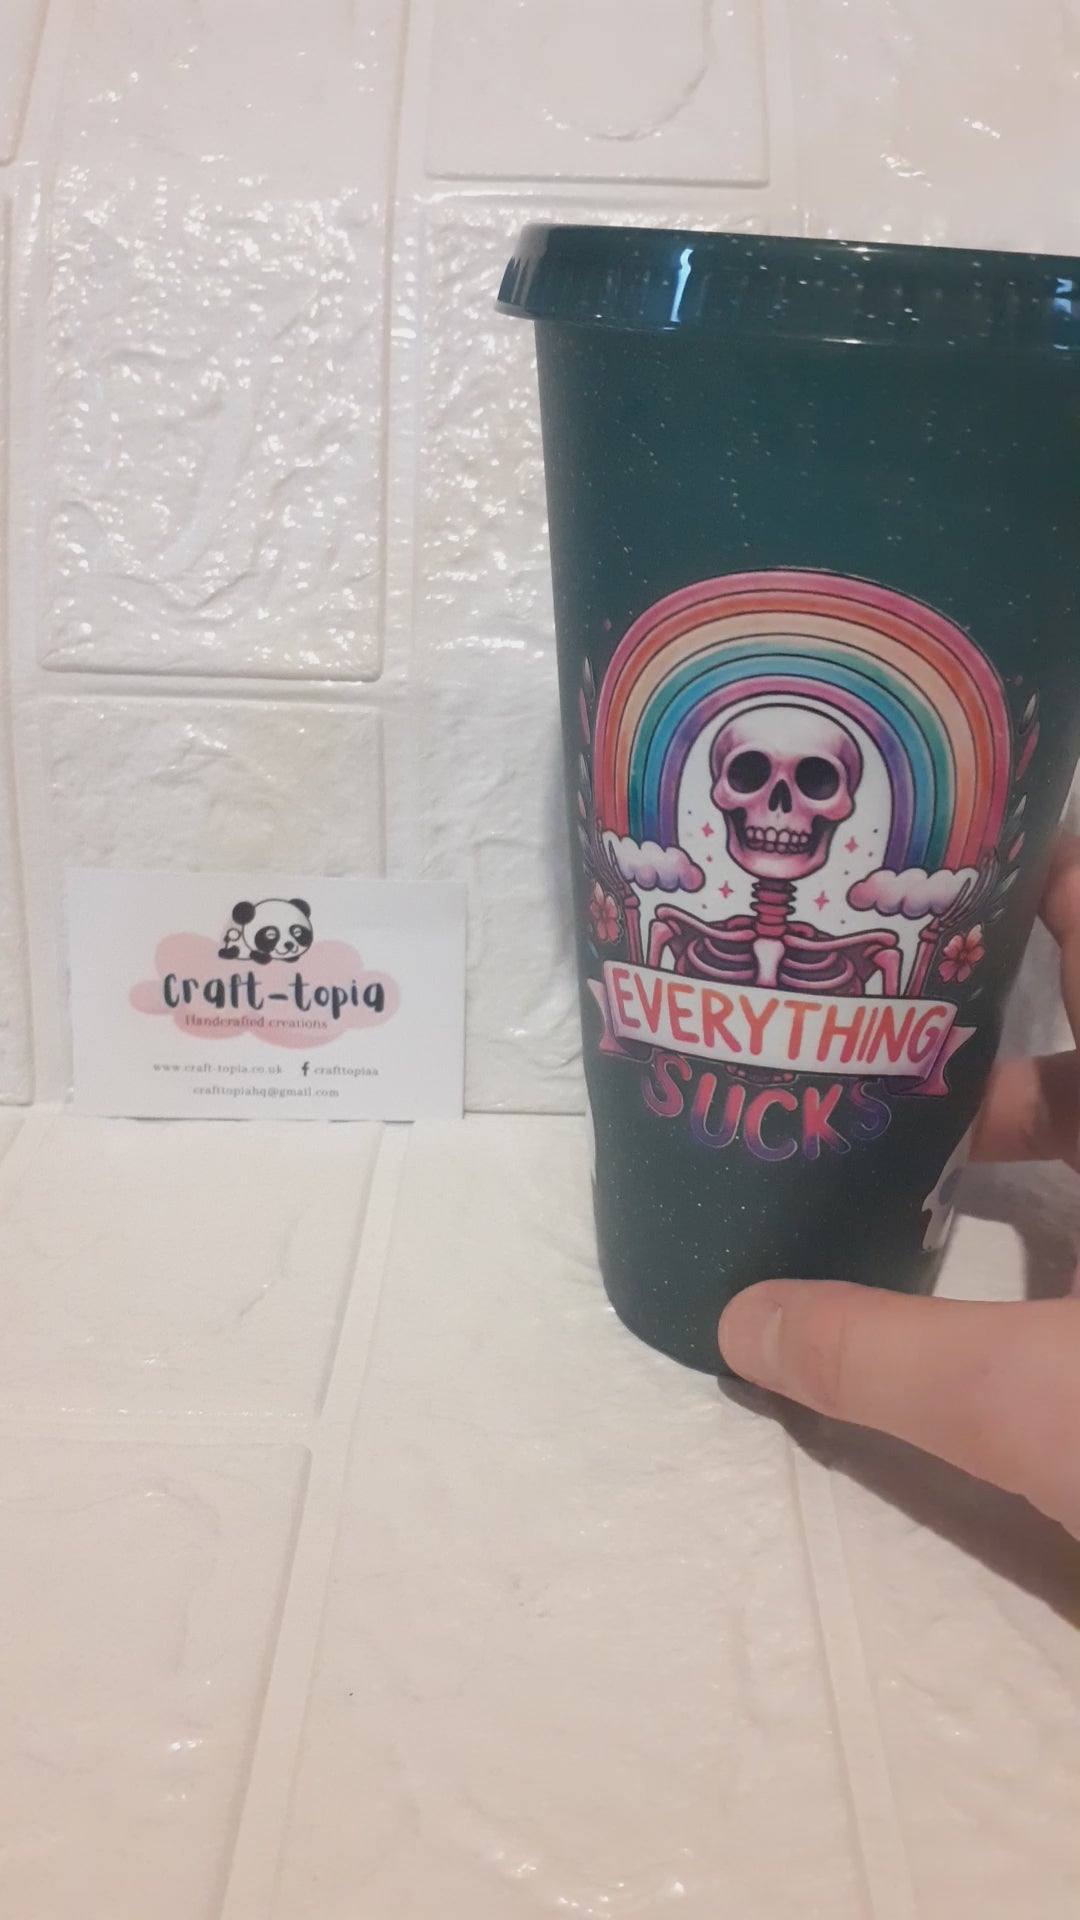 Craft-topia
Handcrafted creations
www.craft-topia.co.uk f crafttopiaa
crafttopiahq@gmail.com
EVERYTHING
SUCKS